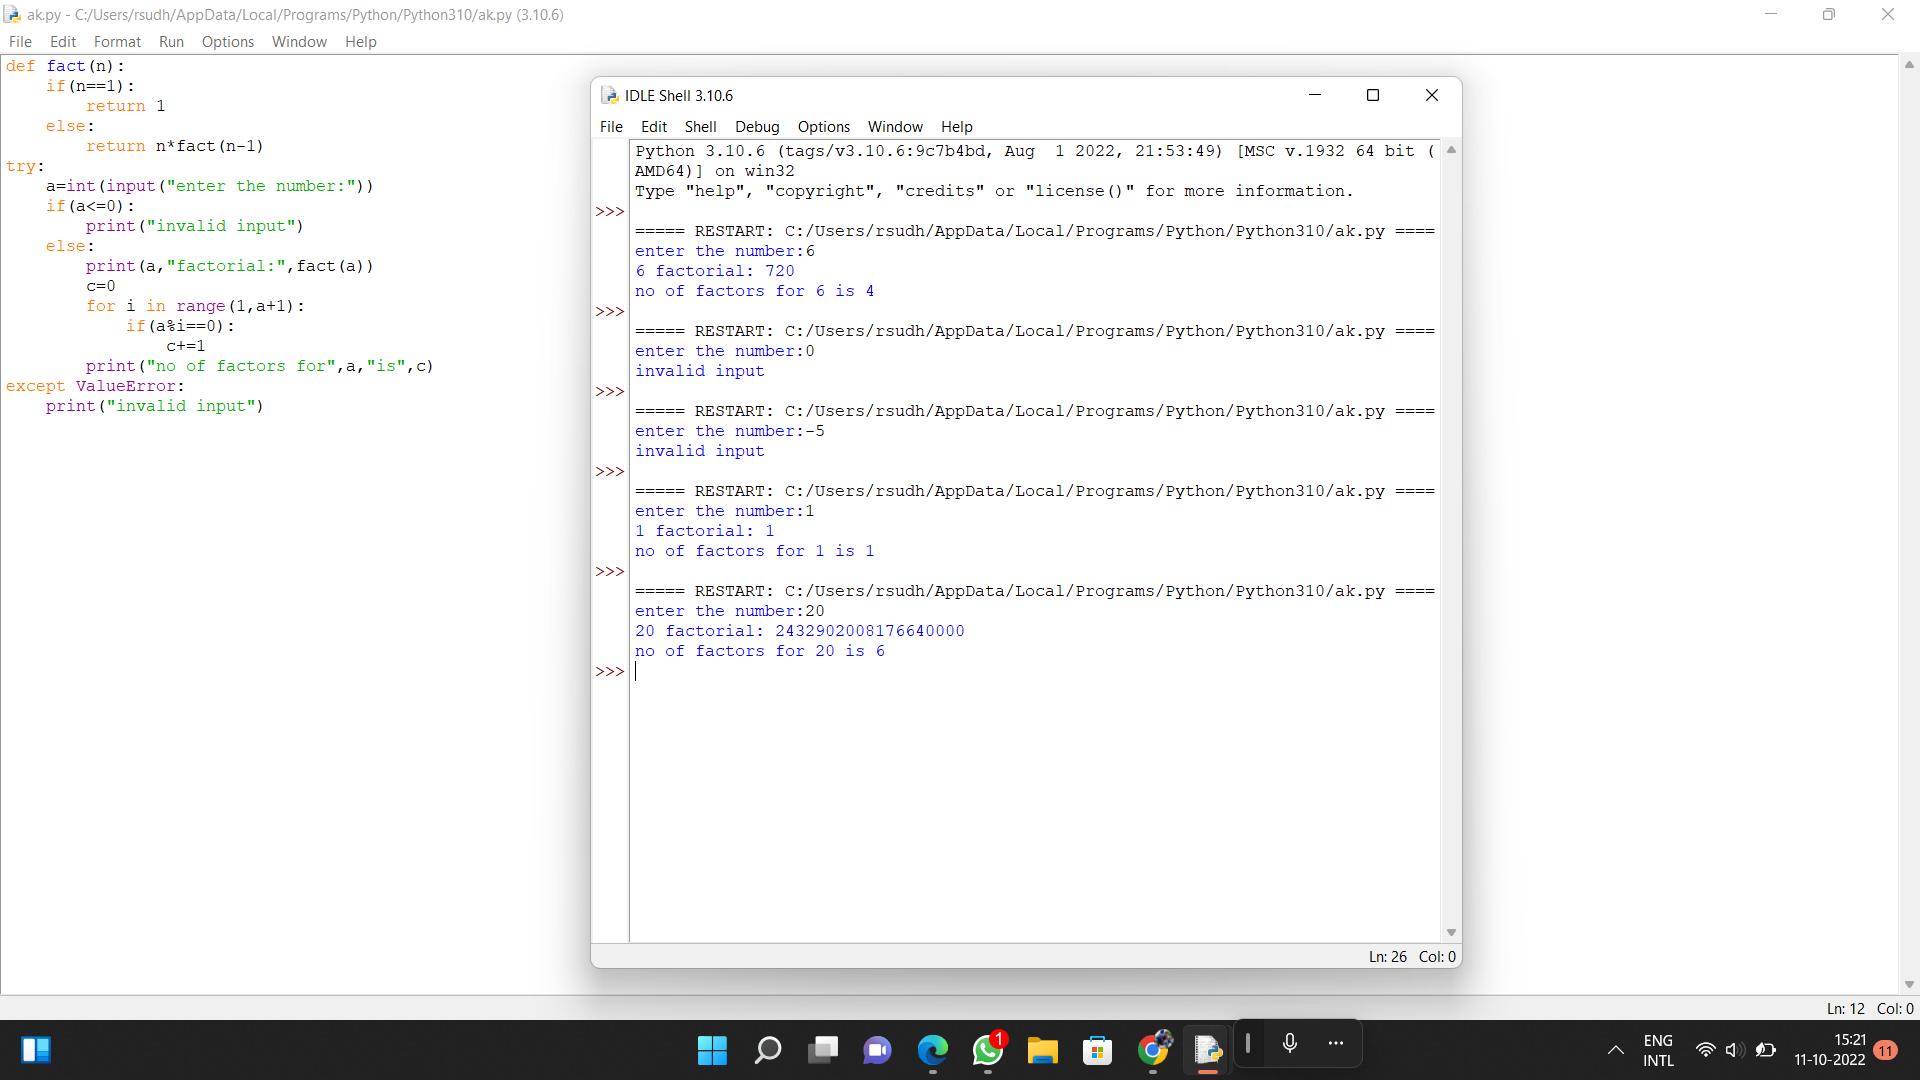 ak.py - C:/Users/rsudh/AppData/Local/Programs/Python/Python310/ak.py (3.10.6)
File Edit Format Run Options Window Help
def fact(n):
    if(n==1):
        return 1
    else:
        return n*fact(n-1)
try:
    a=int(input("enter the number:"))
    if(a<=0):
        print("invalid input")
    else:
        print(a,"factorial:",fact(a))
        c=0
        for i in range(1,a+1):
            if(a%i==0):
                c+=1
        print("no of factors for",a,"is",c)
except ValueError:
    print("invalid input")
IDLE Shell 3.10.6
File Edit Shell Debug Options Window Help
Python 3.10.6 (tags/v3.10.6:9c7b4bd, Aug  1 2022, 21:53:49) [MSC v.1932 64 bit (
AMD64)] on win32
Type "help", "copyright", "credits" or "license()" for more information.
>>>
===== RESTART: C:/Users/rsudh/AppData/Local/Programs/Python/Python310/ak.py ====
enter the number:6
6 factorial: 720
no of factors for 6 is 4
>>>
===== RESTART: C:/Users/rsudh/AppData/Local/Programs/Python/Python310/ak.py ====
enter the number:0
invalid input
>>>
===== RESTART: C:/Users/rsudh/AppData/Local/Programs/Python/Python310/ak.py ====
enter the number:-5
invalid input
>>>
===== RESTART: C:/Users/rsudh/AppData/Local/Programs/Python/Python310/ak.py ====
enter the number:1
1 factorial: 1
no of factors for 1 is 1
>>>
===== RESTART: C:/Users/rsudh/AppData/Local/Programs/Python/Python310/ak.py ====
enter the number:20
20 factorial: 2432902008176640000
no of factors for 20 is 6
>>>
Ln: 26 Col: 0
Ln: 12 Col: 0
1
ENG
INTL
15:21
11-10-2022
11